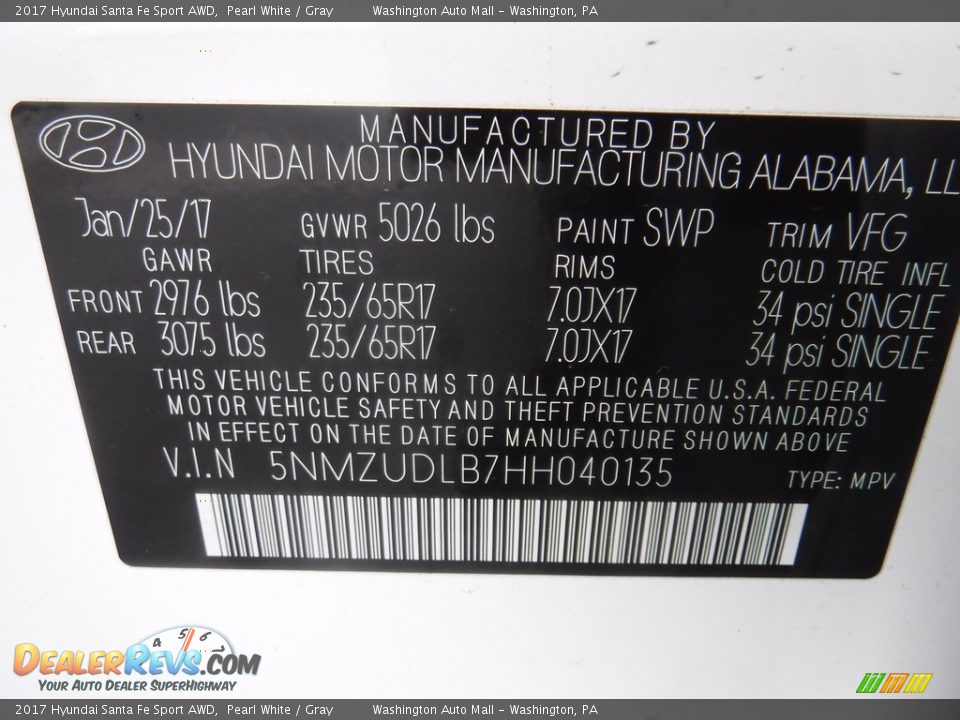 2017 Hyundai Santa Fe Sport AWD,  Pearl White / Gray          Washington Auto Mall - Washington, PA
MANUFACTURED BY
HYUNDAI MOTOR MANUFACTURING ALABAMA, LL
Jan/25/17 GVWR 5026 lbs PAINT SWP TRIM VFG
GAWR TIRES RIMS COLD TIRE INFL
FRONT 2976 lbs 235/65R17 7.0JX17 34 psi SINGLE
REAR 3075 lbs 235/65R17 7.0JX17 34 psi SINGLE
THIS VEHICLE CONFORMS TO ALL APPLICABLE U.S.A. FEDERAL
MOTOR VEHICLE SAFETY AND THEFT PREVENTION STANDARDS
IN EFFECT ON THE DATE OF MANUFACTURE SHOWN ABOVE
V.I.N 5NMZUDLB7HH040135 TYPE: MPV
4 5 6 7
DEALERREVS.COM
YOUR AUTO DEALER SUPERHIGHWAY
2017 Hyundai Santa Fe Sport AWD,  Pearl White / Gray          Washington Auto Mall - Washington, PA